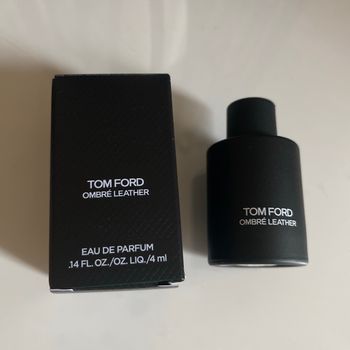 TOM FORD
OMBRÉ LEATHER
EAU DE PARFUM
.14 FL. OZ./OZ. LIQ./4 ml
TOM FORD
OMBRÉ LEATHER